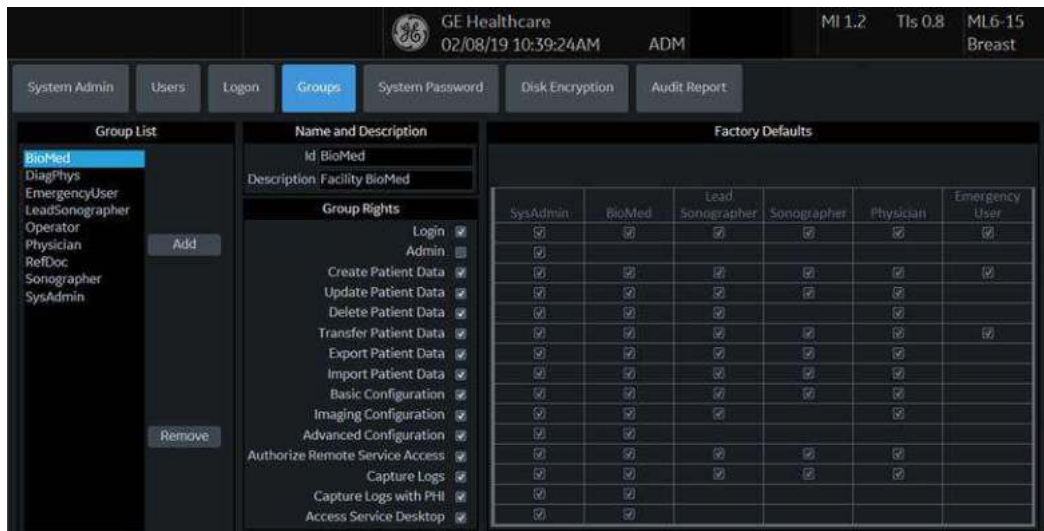 GE Healthcare
02/08/19 10:39:24AM ADM
MI 1.2 TIs 0.8 ML6-15
Breast
System Admin Users Logon Groups System Password Disk Encryption Audit Report
Group List
BioMed
DiagPhys
EmergencyUser
LeadSonographer
Operator
Physician
RefDoc
Sonographer
SysAdmin
Add
Remove
Name and Description
Id BioMed
Description Facility BioMed
Group Rights
Login
Admin
Create Patient Data
Update Patient Data
Delete Patient Data
Transfer Patient Data
Export Patient Data
Import Patient Data
Basic Configuration
Imaging Configuration
Advanced Configuration
Authorize Remote Service Access
Capture Logs
Capture Logs with PHI
Access Service Desktop
Factory Defaults
SysAdmin BioMed Lead Sonographer Sonographer Physician Emergency User